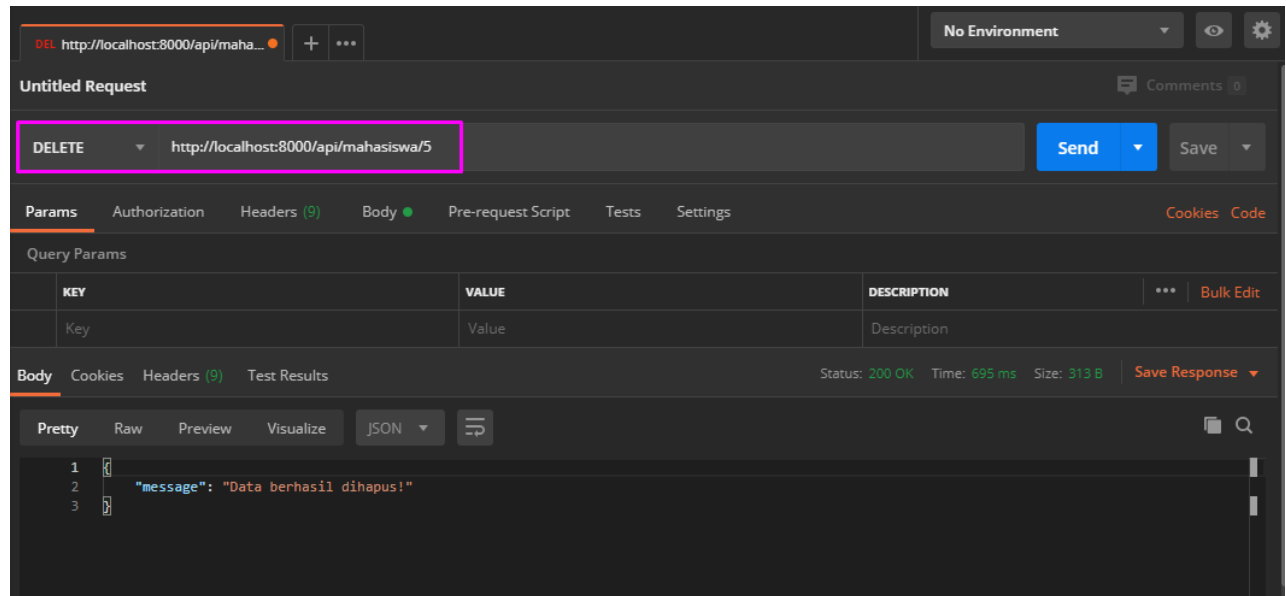 DEL http://localhost:8000/api/maha... + ••• No Environment
Untitled Request Comments 0
DELETE http://localhost:8000/api/mahasiswa/5 Send Save
Params Authorization Headers (9) Body Pre-request Script Tests Settings Cookies Code
Query Params
KEY VALUE DESCRIPTION ••• Bulk Edit
Key Value Description
Body Cookies Headers (9) Test Results Status: 200 OK Time: 695 ms Size: 313 B Save Response
Pretty Raw Preview Visualize JSON
1 {
2 "message": "Data berhasil dihapus!"
3 }